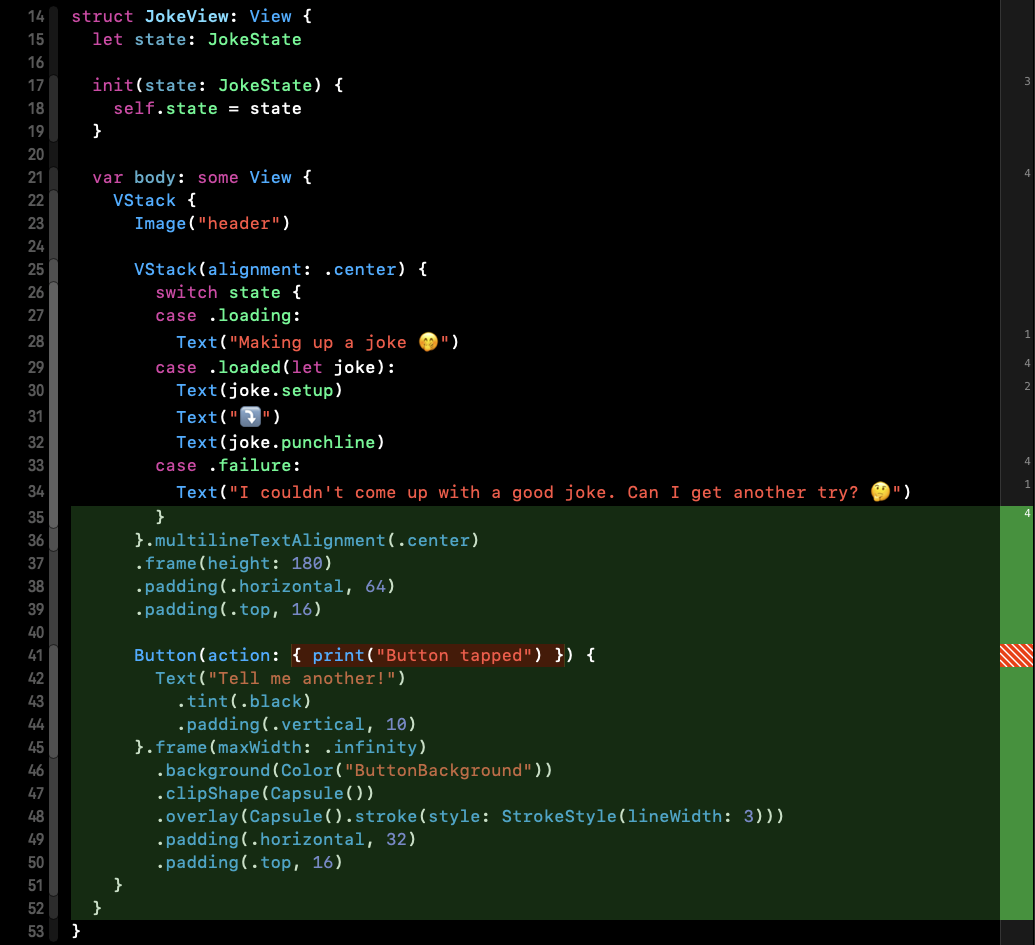 14 struct JokeView: View {
15   let state: JokeState
16
17   init(state: JokeState) { 3
18     self.state = state
19   }
20
21   var body: some View { 4
22     VStack {
23       Image("header")
24
25       VStack(alignment: .center) {
26         switch state {
27         case .loading:
28           Text("Making up a joke 🤭") 1
29         case .loaded(let joke): 4
30           Text(joke.setup) 2
31           Text("⤵️")
32           Text(joke.punchline)
33         case .failure: 4
34           Text("I couldn't come up with a good joke. Can I get another try? 🤔") 1
35         } 4
36       }.multilineTextAlignment(.center)
37       .frame(height: 180)
38       .padding(.horizontal, 64)
39       .padding(.top, 16)
40
41       Button(action: { print("Button tapped") }) {
42         Text("Tell me another!")
43           .tint(.black)
44           .padding(.vertical, 10)
45       }.frame(maxWidth: .infinity)
46         .background(Color("ButtonBackground"))
47         .clipShape(Capsule())
48         .overlay(Capsule().stroke(style: StrokeStyle(lineWidth: 3)))
49         .padding(.horizontal, 32)
50         .padding(.top, 16)
51     }
52   }
53 }